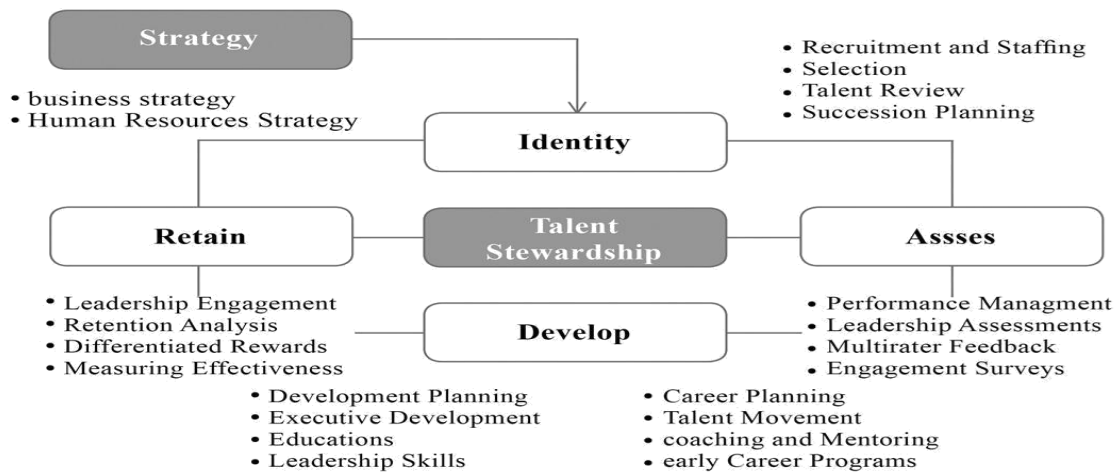 Strategy
• business strategy
• Human Resources Strategy
• Recruitment and Staffing
• Selection
• Talent Review
• Succession Planning
Identity
Retain
Talent
Stewardship
Asssess
• Leadership Engagement
• Retention Analysis
• Differentiated Rewards
• Measuring Effectiveness
Develop
• Performance Managment
• Leadership Assessments
• Multirater Feedback
• Engagement Surveys
• Development Planning
• Executive Development
• Educations
• Leadership Skills
• Career Planning
• Talent Movement
• coaching and Mentoring
• early Career Programs